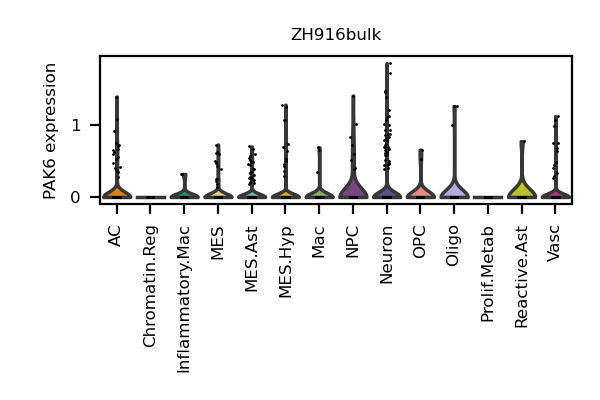 ZH916bulk
PAK6 expression
1
0
AC
Chromatin.Reg
Inflammatory.Mac
MES
MES.Ast
MES.Hyp
Mac
NPC
Neuron
OPC
Oligo
Prolif.Metab
Reactive.Ast
Vasc